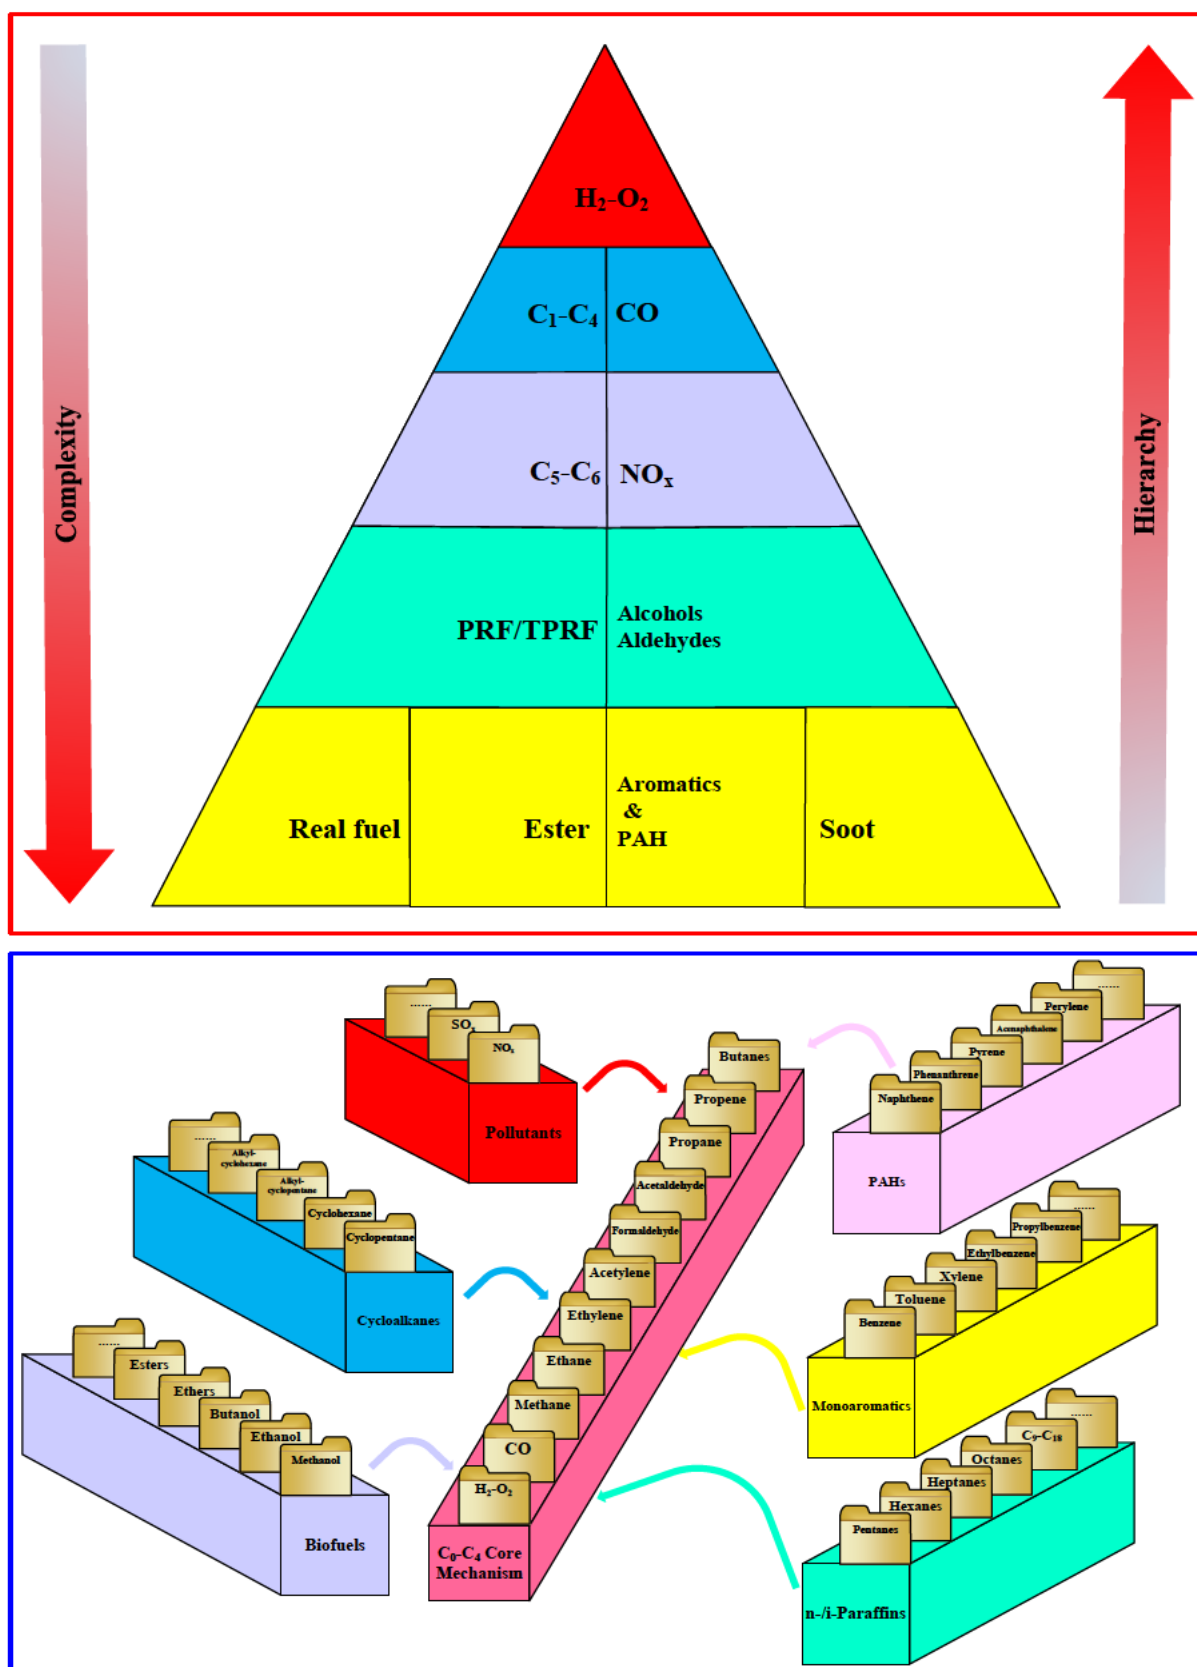 H₂-O₂
C₁-C₄
CO
C₅-C₆
NOₓ
PRF/TPRF
Alcohols
Aldehydes
Real fuel
Ester
Aromatics
&
PAH
Soot
Complexity
Hierarchy
......
SOₓ
NOₓ
Pollutants
......
Alkyl-
cyclohexane
Alkyl-
cyclopentane
Cyclohexane
Cyclopentane
Cycloalkanes
......
Esters
Ethers
Butanol
Ethanol
Methanol
Biofuels
Butanes
Propene
Propane
Acetaldehyde
Formaldehyde
Acetylene
Ethylene
Ethane
Methane
CO
H₂-O₂
C₀-C₄ Core
Mechanism
......
Perylene
Acenaphthalene
Pyrene
Phenanthrene
Naphthene
PAHs
......
Propylbenzene
Ethylbenzene
Xylene
Toluene
Benzene
Monoaromatics
......
C₉-C₁₈
Octanes
Heptanes
Hexanes
Pentanes
n-/i-Paraffins